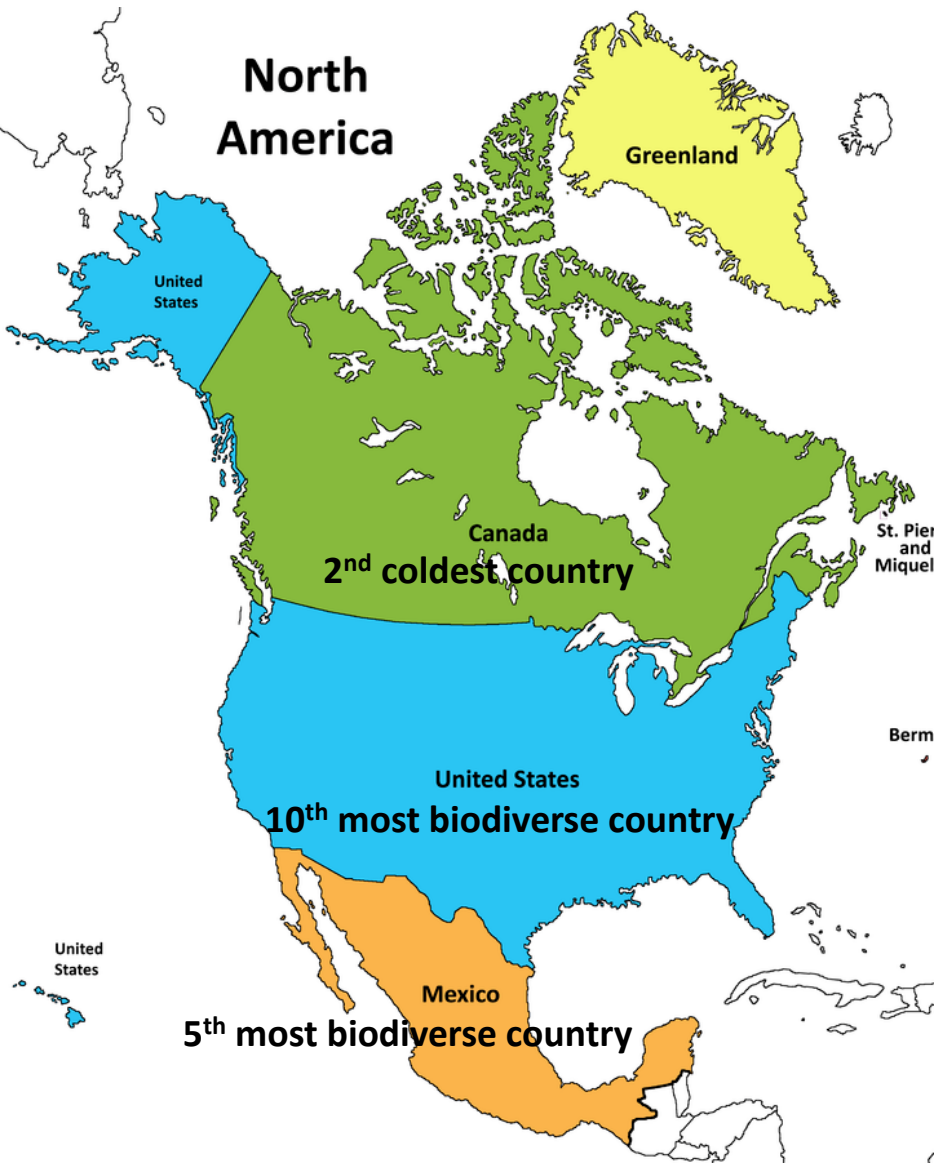 North
America
Greenland
United
States
Canada
2nd coldest country
St. Pier
and
Miquel
Berm
United States
10th most biodiverse country
United
States
Mexico
5th most biodiverse country